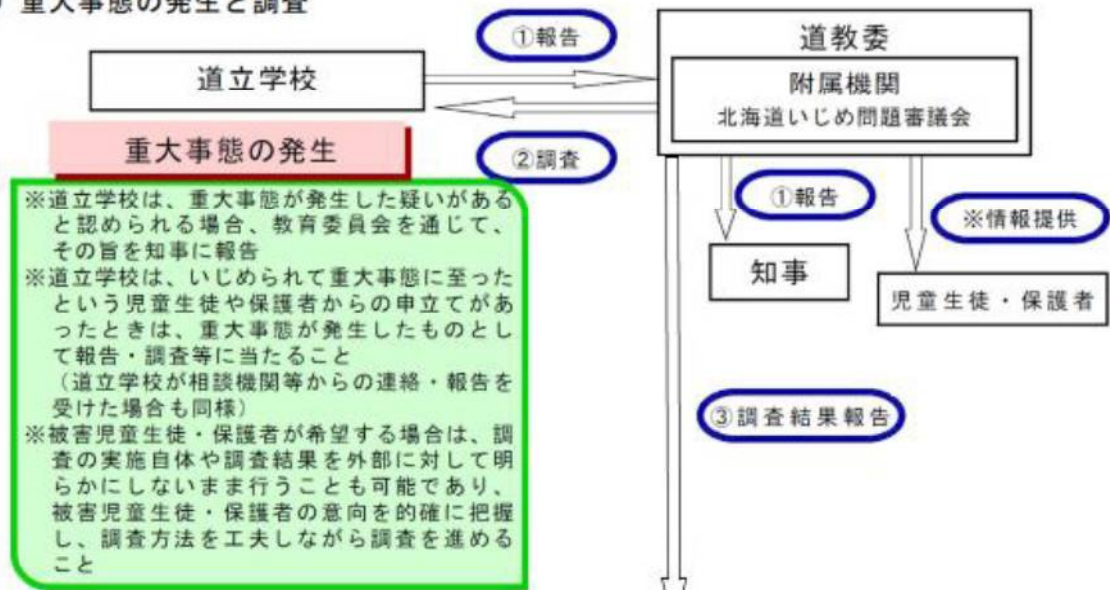 重大事態の発生と調査
①報告
道教委
道立学校
附属機関
北海道いじめ問題審議会
重大事態の発生
②調査
※道立学校は、重大事態が発生した疑いがある
と認められる場合、教育委員会を通じて、
その旨を知事に報告
※道立学校は、いじめられて重大事態に至った
という児童生徒や保護者からの申立てがあ
ったときは、重大事態が発生したものとし
て報告・調査等に当たること
（道立学校が相談機関等からの連絡・報告を
受けた場合も同様）
※被害児童生徒・保護者が希望する場合は、調
査の実施自体や調査結果を外部に対して明
らかにしないまま行うことも可能であり、
被害児童生徒・保護者の意向を的確に把握
し、調査方法を工夫しながら調査を進める
こと
①報告
※情報提供
知事
児童生徒・保護者
③調査結果報告